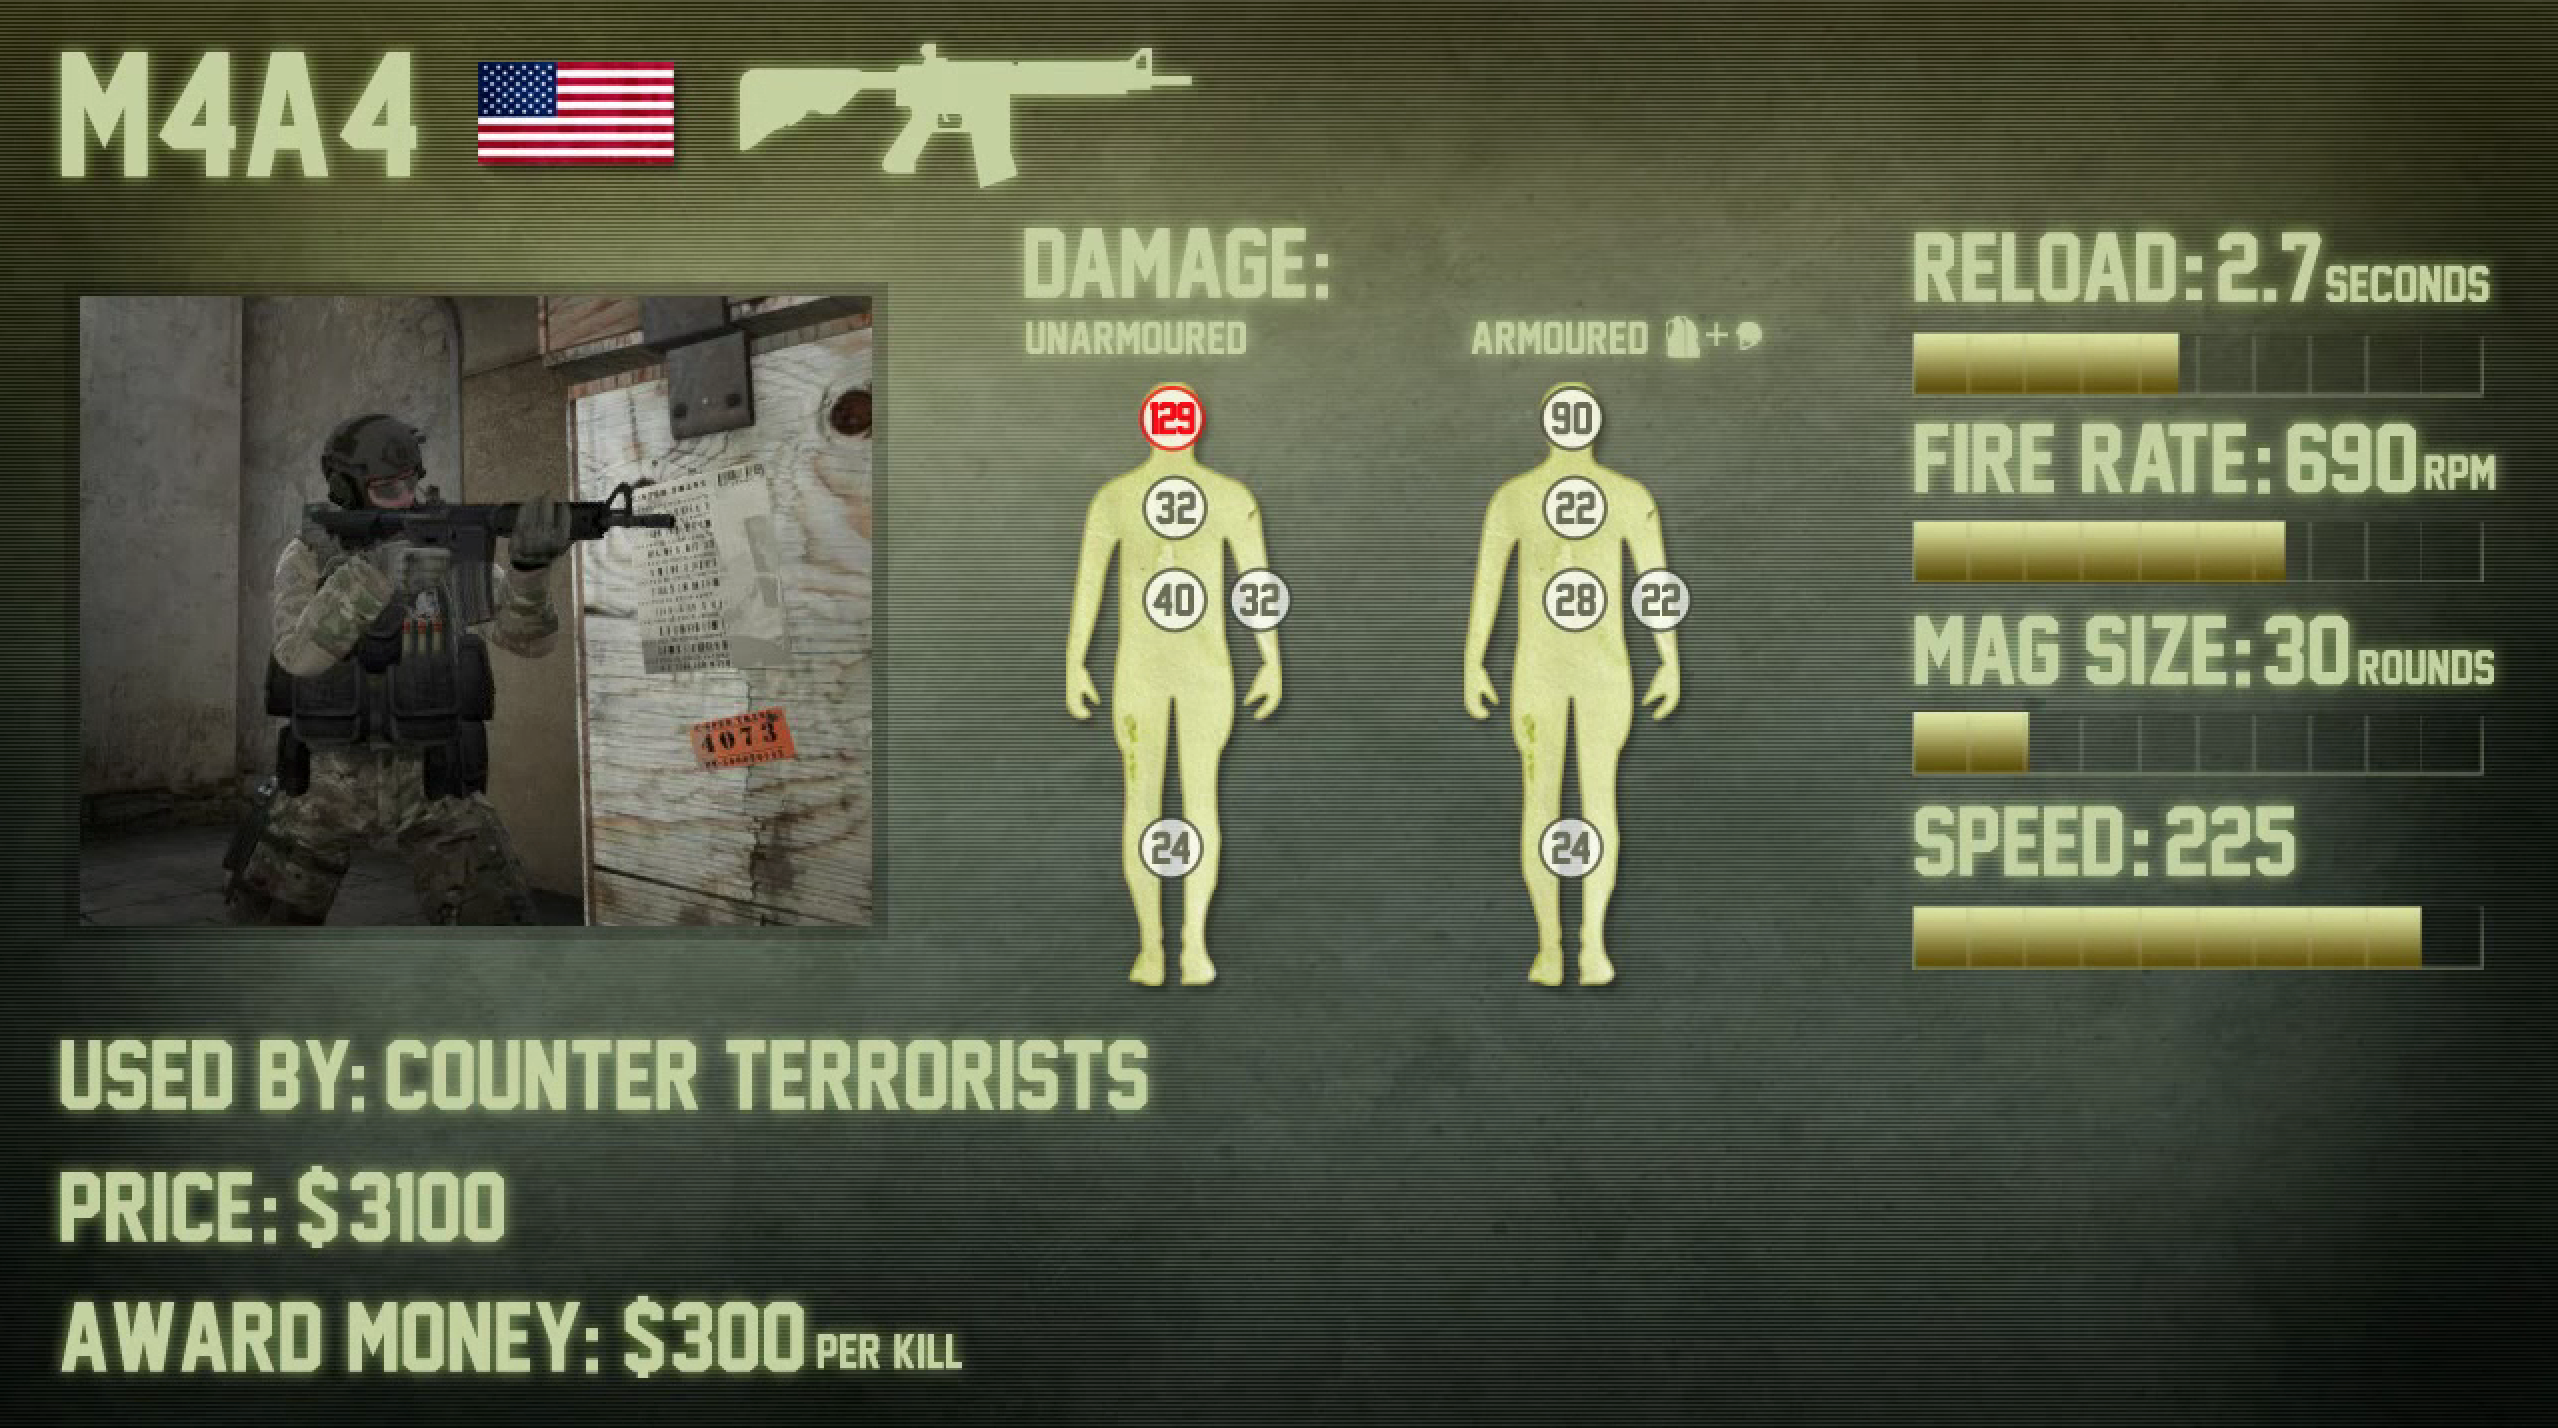 M4A4
DAMAGE:
UNARMOURED
ARMOURED +
129
32
40
32
24
90
22
28
22
24
RELOAD: 2.7 SECONDS
FIRE RATE: 690 RPM
MAG SIZE: 30 ROUNDS
SPEED: 225
4073
USED BY: COUNTER TERRORISTS
PRICE: $3100
AWARD MONEY: $300 PER KILL